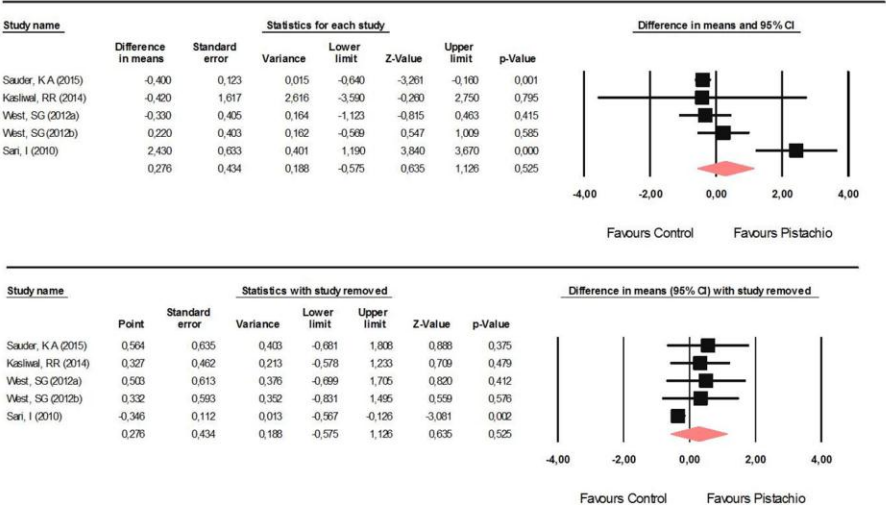 Study name Statistics for each study Difference in means and 95% CI
Difference Standard Lower Upper
in means error Variance limit Z-Value limit p-Value
Sauder, K A (2015) -0,400 0,123 0,015 -0,640 -3,261 -0,160 0,001
Kasliwal, RR (2014) -0,420 1,617 2,616 -3,590 -0,260 2,750 0,795
West, SG (2012a) -0,330 0,405 0,164 -1,123 -0,815 0,463 0,415
West, SG(2012b) 0,220 0,403 0,162 -0,569 0,547 1,009 0,585
Sari, I (2010) 2,430 0,633 0,401 1,190 3,840 3,670 0,000
0,276 0,434 0,188 -0,575 0,635 1,126 0,525
-4,00 -2,00 0,00 2,00 4,00
Favours Control Favours Pistachio
Study name Statistics with study removed Difference in means (95% CI) with study removed
Standard Lower Upper
Point error Variance limit limit Z-Value p-Value
Sauder, K A (2015) 0,564 0,635 0,403 -0,681 1,808 0,888 0,375
Kasliwal, RR (2014) 0,327 0,462 0,213 -0,578 1,233 0,709 0,479
West, SG (2012a) 0,503 0,613 0,376 -0,699 1,705 0,820 0,412
West, SG (2012b) 0,332 0,593 0,352 -0,831 1,495 0,559 0,576
Sari, I (2010) -0,346 0,112 0,013 -0,567 -0,126 -3,081 0,002
0,276 0,434 0,188 -0,575 1,126 0,635 0,525
-4,00 -2,00 0,00 2,00 4,00
Favours Control Favours Pistachio